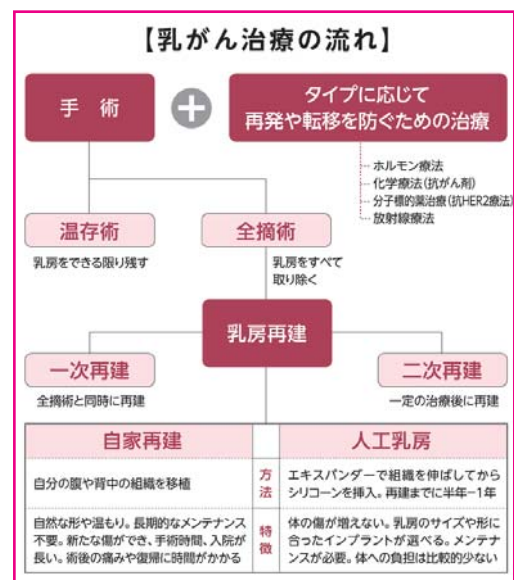 【乳がん治療の流れ】
手 術
タイプに応じて
再発や転移を防ぐための治療
ホルモン療法
化学療法(抗がん剤)
分子標的薬治療(抗HER2療法)
放射線療法
温存術
乳房をできる限り残す
全摘術
乳房をすべて
取り除く
乳房再建
一次再建
全摘術と同時に再建
二次再建
一定の治療後に再建
自家再建
人工乳房
方法
自分の腹や背中の組織を移植
エキスパンダーで組織を伸ばしてから
シリコーンを挿入。再建までに半年−1年
特徴
自然な形や温もり。長期的なメンテナンス
不要。新たな傷ができ、手術時間、入院が
長い。術後の痛みや復帰に時間がかかる
体の傷が増えない。乳房のサイズや形に
合ったインプラントが選べる。メンテナ
ンスが必要。体への負担は比較的少ない